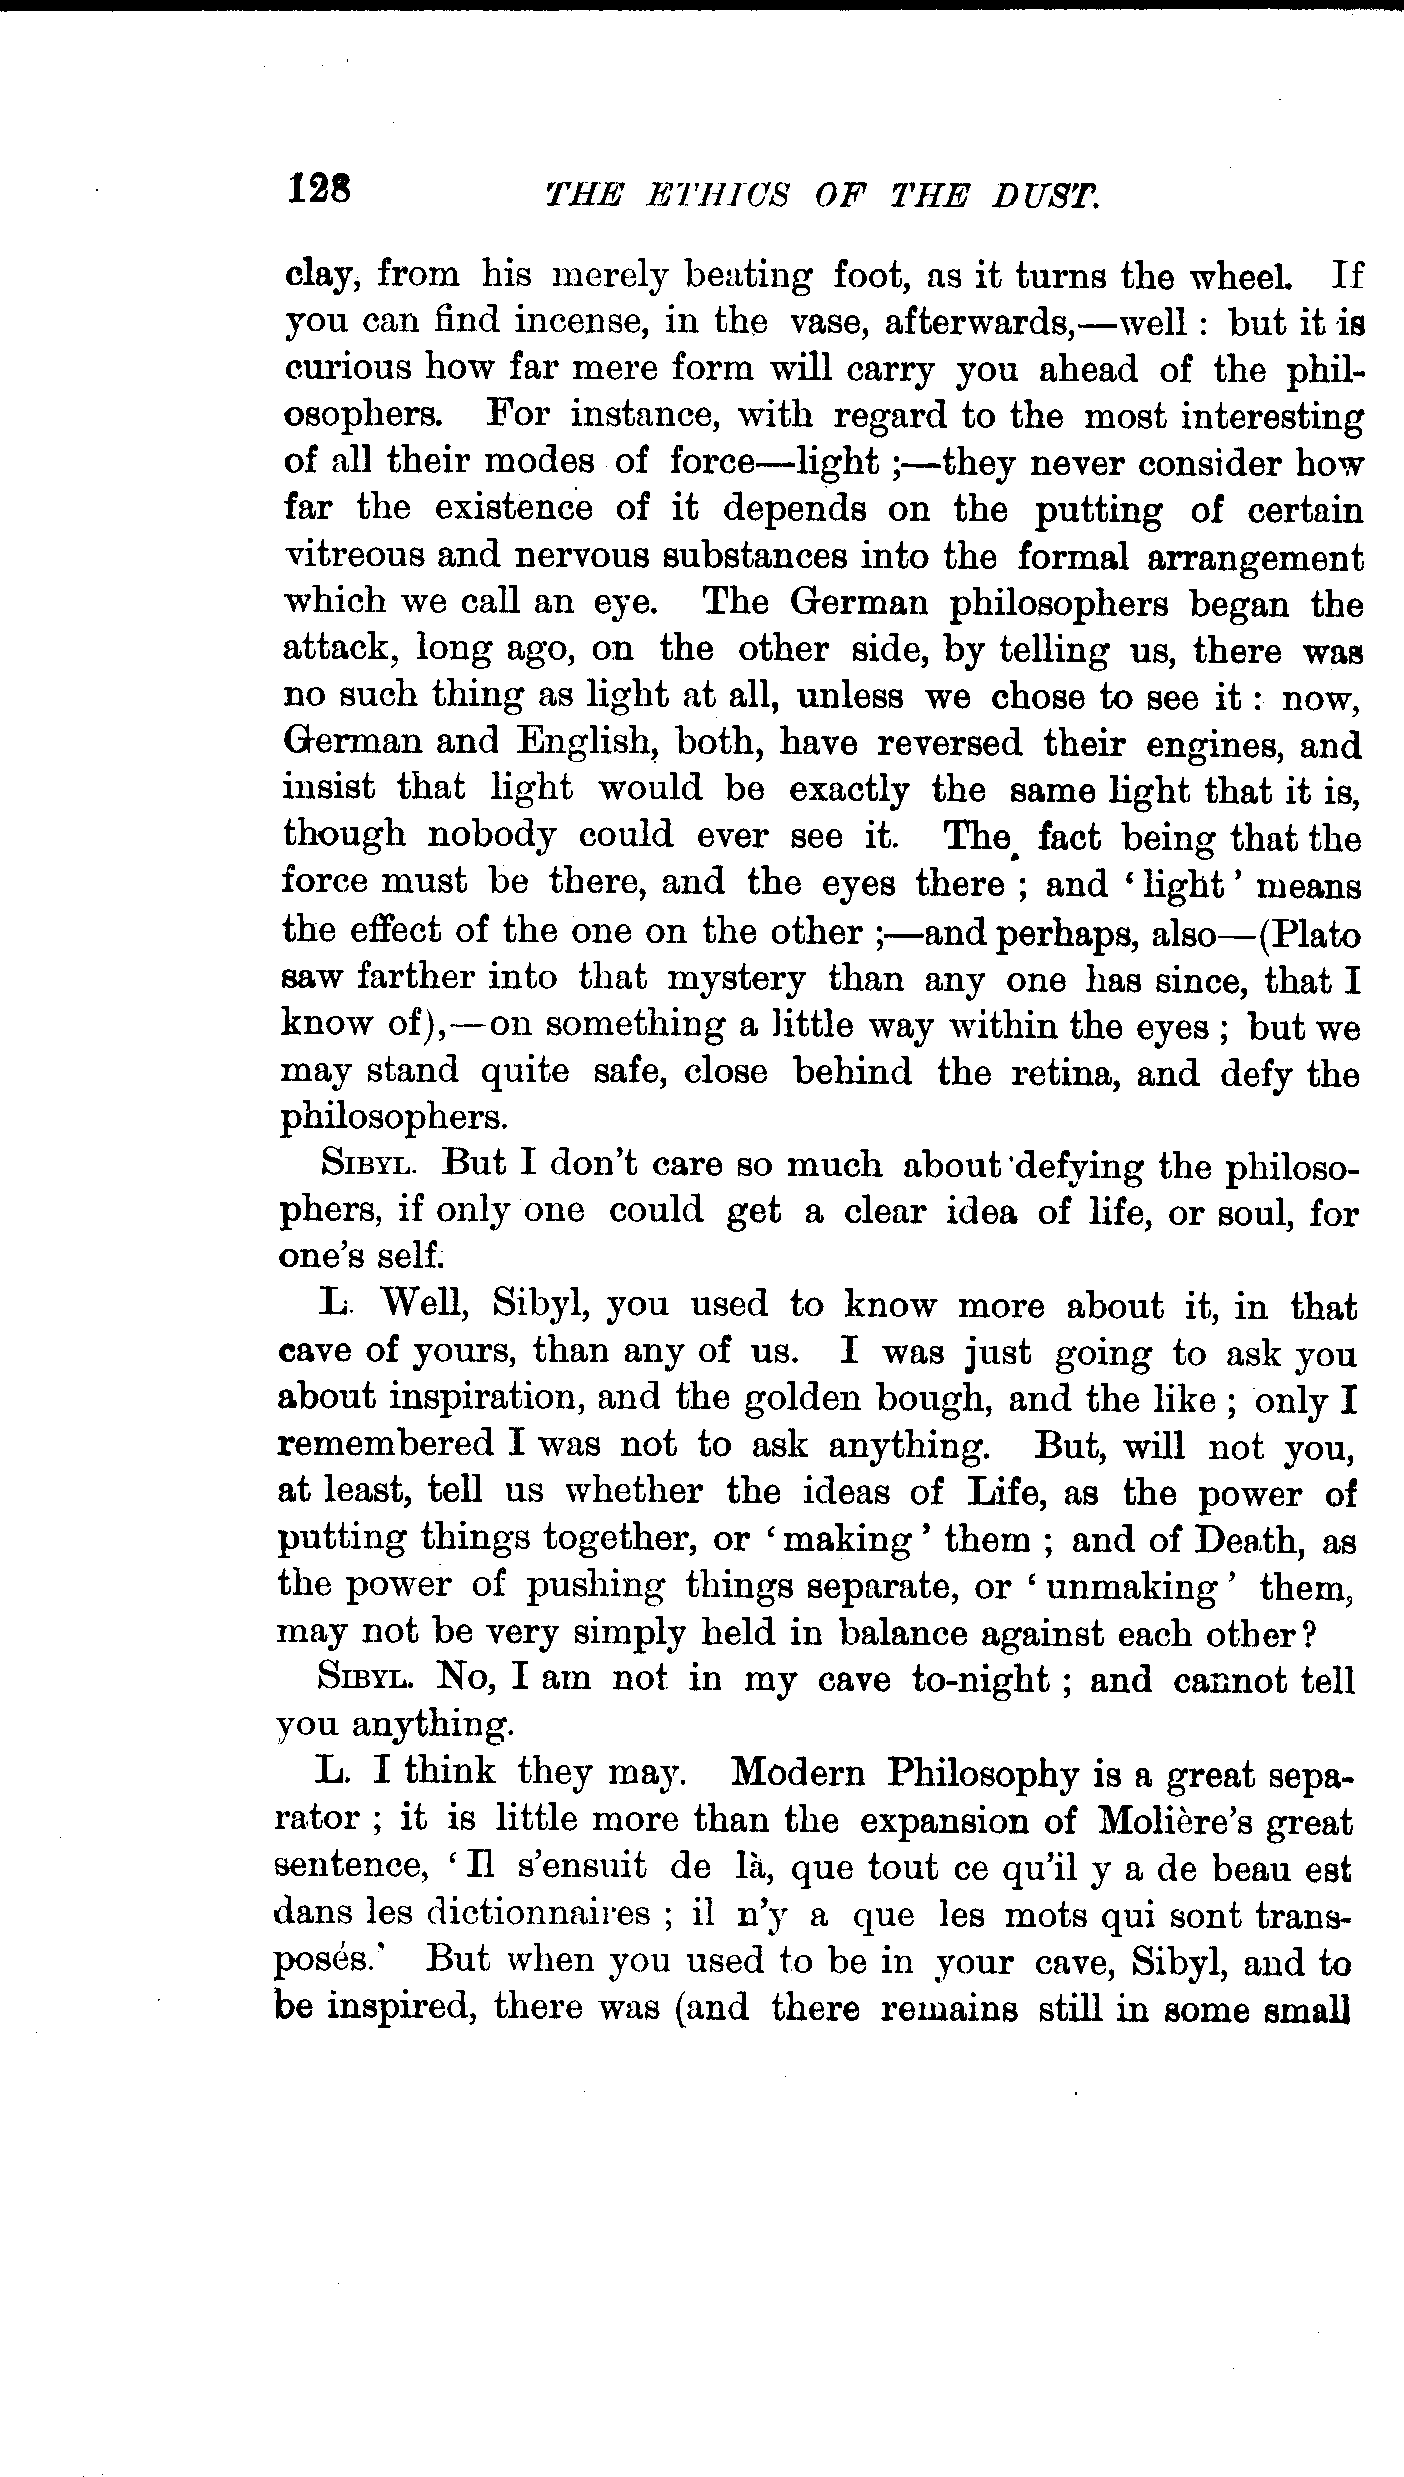 128 THE ETHICS OF THE DUST.
clay, from his merely beating foot, as it turns the wheel. If
you can find incense, in the vase, afterwards,—well : but it is
curious how far mere form will carry you ahead of the phil-
osophers. For instance, with regard to the most interesting
of all their modes of force—light ;—they never consider how
far the existence of it depends on the putting of certain
vitreous and nervous substances into the formal arrangement
which we call an eye. The German philosophers began the
attack, long ago, on the other side, by telling us, there was
no such thing as light at all, unless we chose to see it : now,
German and English, both, have reversed their engines, and
insist that light would be exactly the same light that it is,
though nobody could ever see it. The fact being that the
force must be there, and the eyes there ; and ‘ light ’ means
the effect of the one on the other ;—and perhaps, also—(Plato
saw farther into that mystery than any one has since, that I
know of),—on something a little way within the eyes ; but we
may stand quite safe, close behind the retina, and defy the
philosophers.
SIBYL. But I don't care so much about defying the philoso-
phers, if only one could get a clear idea of life, or soul, for
one's self.
L. Well, Sibyl, you used to know more about it, in that
cave of yours, than any of us. I was just going to ask you
about inspiration, and the golden bough, and the like ; only I
remembered I was not to ask anything. But, will not you,
at least, tell us whether the ideas of Life, as the power of
putting things together, or ‘ making ’ them ; and of Death, as
the power of pushing things separate, or ‘ unmaking ’ them,
may not be very simply held in balance against each other?
SIBYL. No, I am not in my cave to-night ; and cannot tell
you anything.
L. I think they may. Modern Philosophy is a great sepa-
rator ; it is little more than the expansion of Molière's great
sentence, ‘ Il s'ensuit de là, que tout ce qu'il y a de beau est
dans les dictionnaires ; il n'y a que les mots qui sont trans-
posés.’ But when you used to be in your cave, Sibyl, and to
be inspired, there was (and there remains still in some small